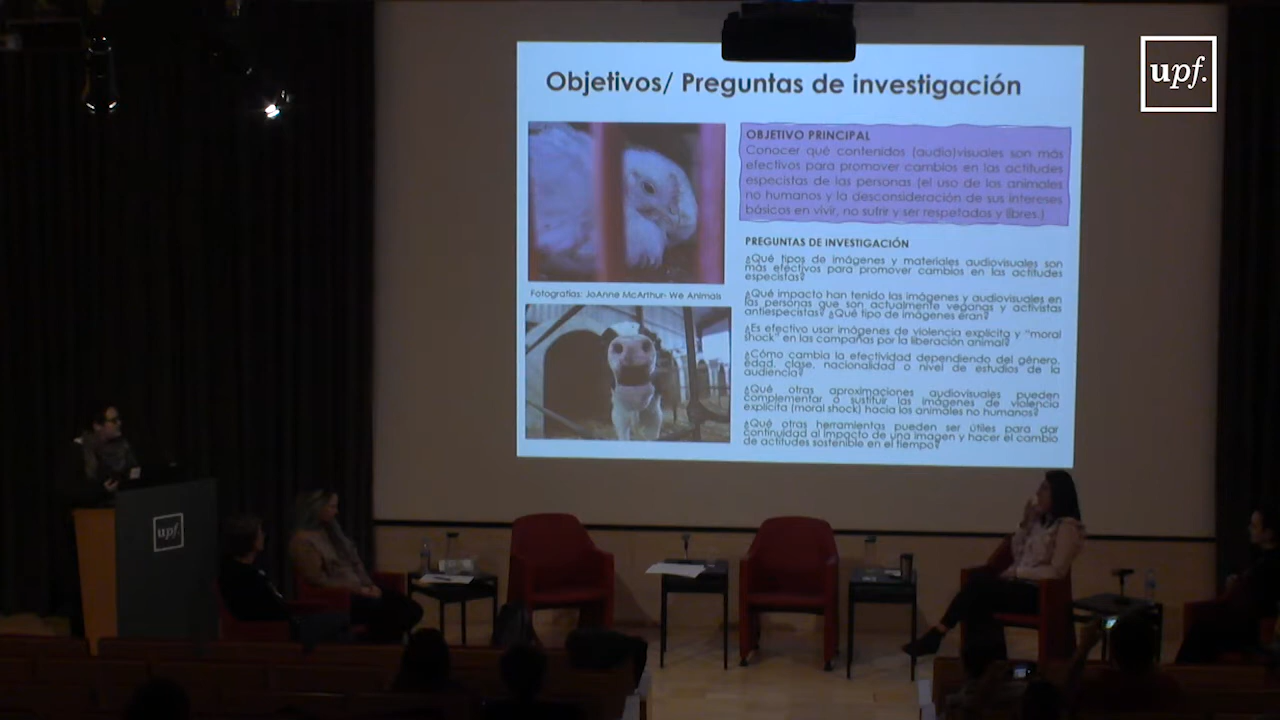 upf.
Objetivos/ Preguntas de investigación
OBJETIVO PRINCIPAL
Conocer qué contenidos (audio)visuales son más
efectivos para promover cambios en las actitudes
especistas de las personas (el uso de los animales
no humanos y la desconsideración de sus intereses
básicos en vivir, no sufrir y ser respetados y libres.)
PREGUNTAS DE INVESTIGACIÓN
¿Qué tipos de imágenes y materiales audiovisuales son
más efectivos para promover cambios en las actitudes
especistas?
Fotografías: JoAnne McArthur- We Animals
¿Qué impacto han tenido las imágenes y audiovisuales en
las personas que son actualmente veganas y activistas
antiespecistas? ¿Qué tipo de imágenes eran?
¿Es efectivo usar imágenes de violencia explícita y “moral
shock” en las campañas por la liberación animal?
¿Cómo cambia la efectividad dependiendo del género,
edad, clase, nacionalidad o nivel de estudios de la
audiencia?
¿Qué otras aproximaciones audiovisuales pueden
complementar o sustituir las imágenes de violencia
explícita (moral shock) hacia los animales no humanos?
¿Qué otras herramientas pueden ser útiles para dar
continuidad al impacto de una imagen y hacer el cambio
de actitudes sostenible en el tiempo?
upf.